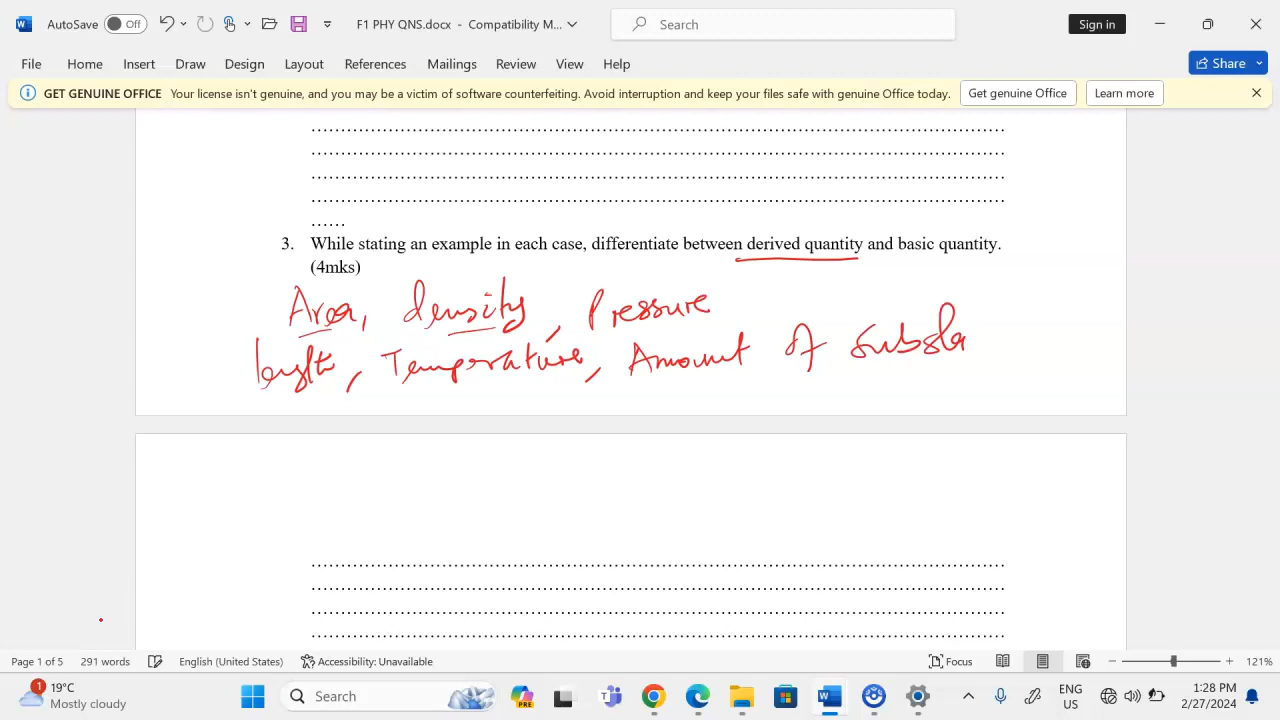 AutoSave Off F1 PHY QNS.docx - Compatibility M... Search Sign in
File Home Insert Draw Design Layout References Mailings Review View Help Share
GET GENUINE OFFICE Your license isn't genuine, and you may be a victim of software counterfeiting. Avoid interruption and keep your files safe with genuine Office today. Get genuine Office Learn more
3. While stating an example in each case, differentiate between derived quantity and basic quantity.
(4mks)
Area, density, Pressure
length, Temperature, Amount of Substa
Page 1 of 5 291 words English (United States) Accessibility: Unavailable Focus 121%
1 19°C Mostly cloudy Search PRE ENG US 1:28 PM 2/27/2024